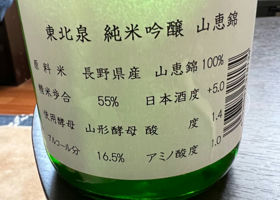 東北泉 純米吟醸 山恵錦
原料米 長野県産 山恵錦 100%
精米歩合 55% 日本酒度 +5.0
使用酵母 山形酵母 酸度 1.4
アルコール分 16.5% アミノ酸度 1.0